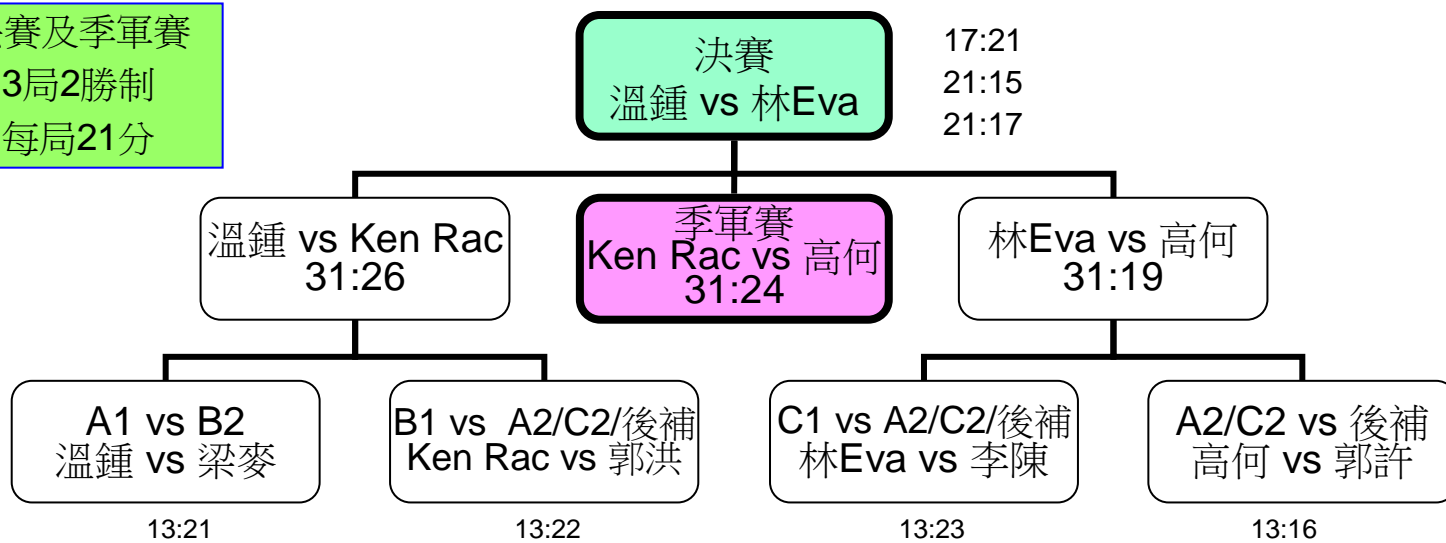 賽及季軍賽
3局2勝制
每局21分
決賽
溫鍾 vs 林Eva
17:21
21:15
21:17
溫鍾 vs Ken Rac
31:26
季軍賽
Ken Rac vs 高何
31:24
林Eva vs 高何
31:19
A1 vs B2
溫鍾 vs 梁麥
B1 vs A2/C2/後補
Ken Rac vs 郭洪
C1 vs A2/C2/後補
林Eva vs 李陳
A2/C2 vs 後補
高何 vs 郭許
13:21
13:22
13:23
13:16